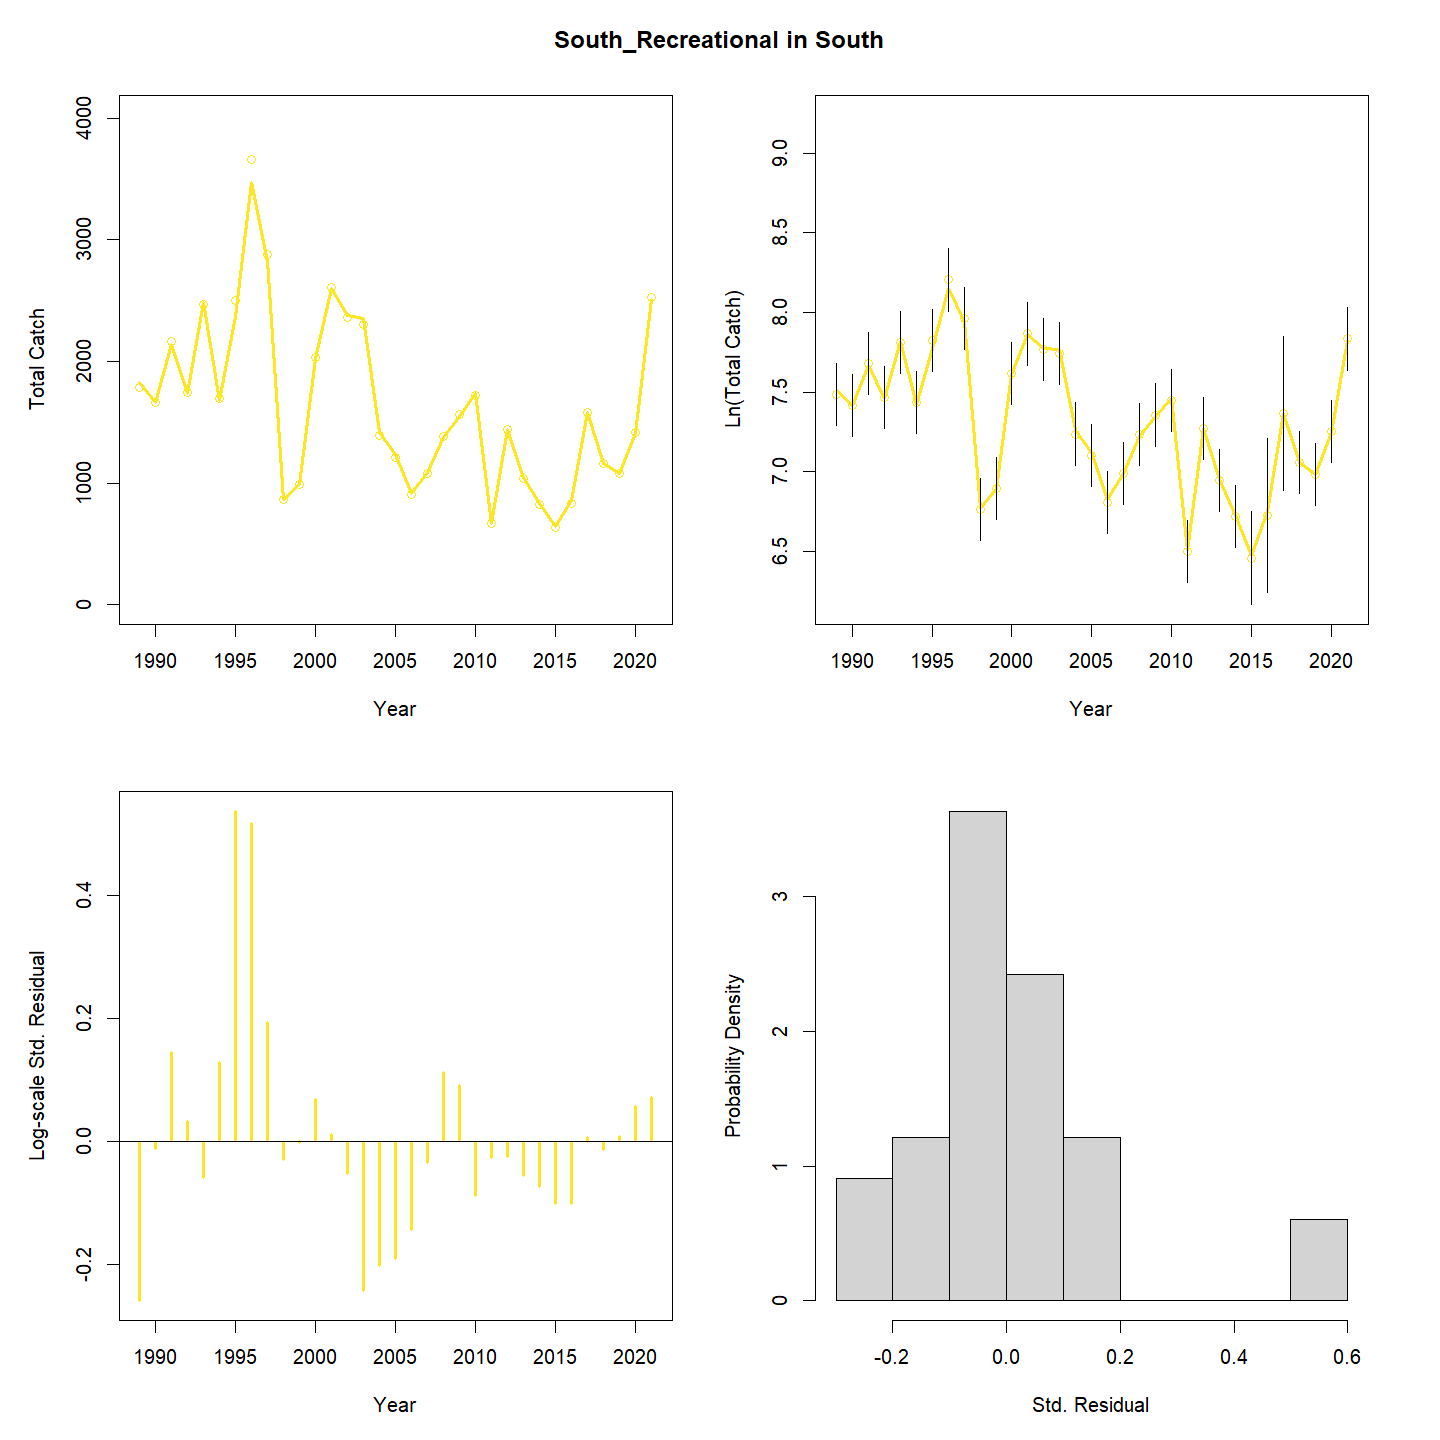 South_Recreational in South
Total Catch
4000
3000
2000
1000
0
1990 1995 2000 2005 2010 2015 2020
Year
Ln(Total Catch)
9.0
8.5
8.0
7.5
7.0
6.5
1990 1995 2000 2005 2010 2015 2020
Year
Log-scale Std. Residual
0.4
0.2
0.0
-0.2
1990 1995 2000 2005 2010 2015 2020
Year
Probability Density
3
2
1
0
-0.2 0.0 0.2 0.4 0.6
Std. Residual